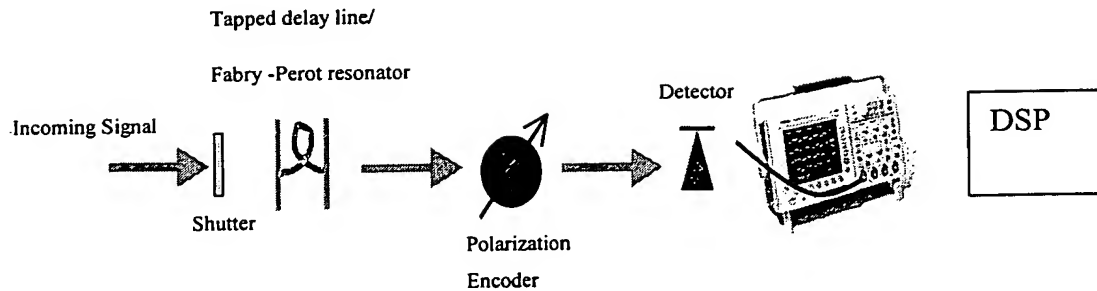 Tapped delay line/
Fabry -Perot resonator
Incoming Signal
Shutter
Polarization
Encoder
Detector
DSP